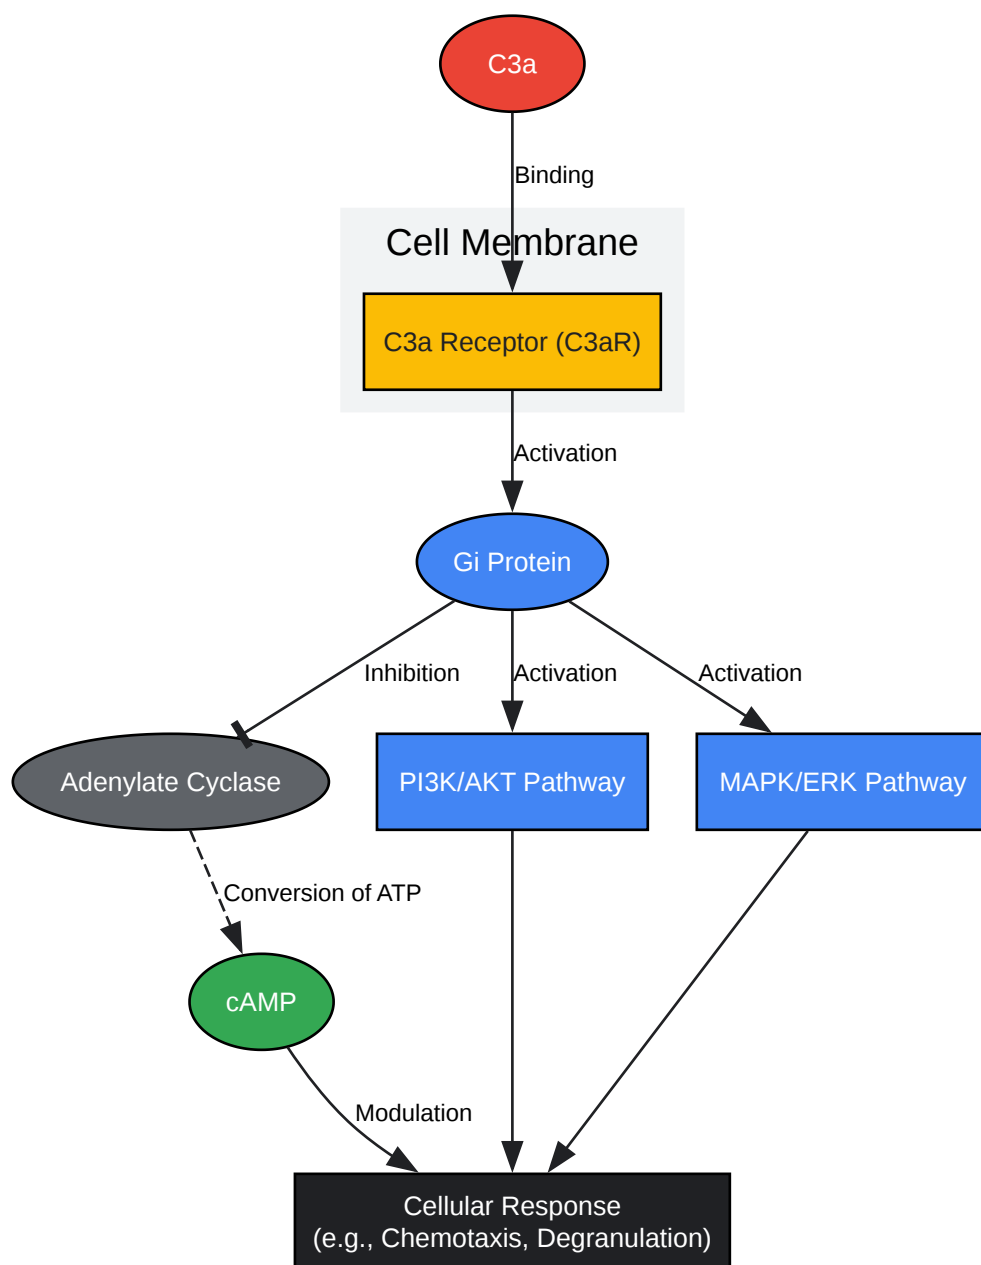 C3a
Binding
Cell Membrane
C3a Receptor (C3aR)
Activation
Gi Protein
Inhibition
Activation
Activation
Adenylate Cyclase
PI3K/AKT Pathway
MAPK/ERK Pathway
Conversion of ATP
cAMP
Modulation
Cellular Response
(e.g., Chemotaxis, Degranulation)